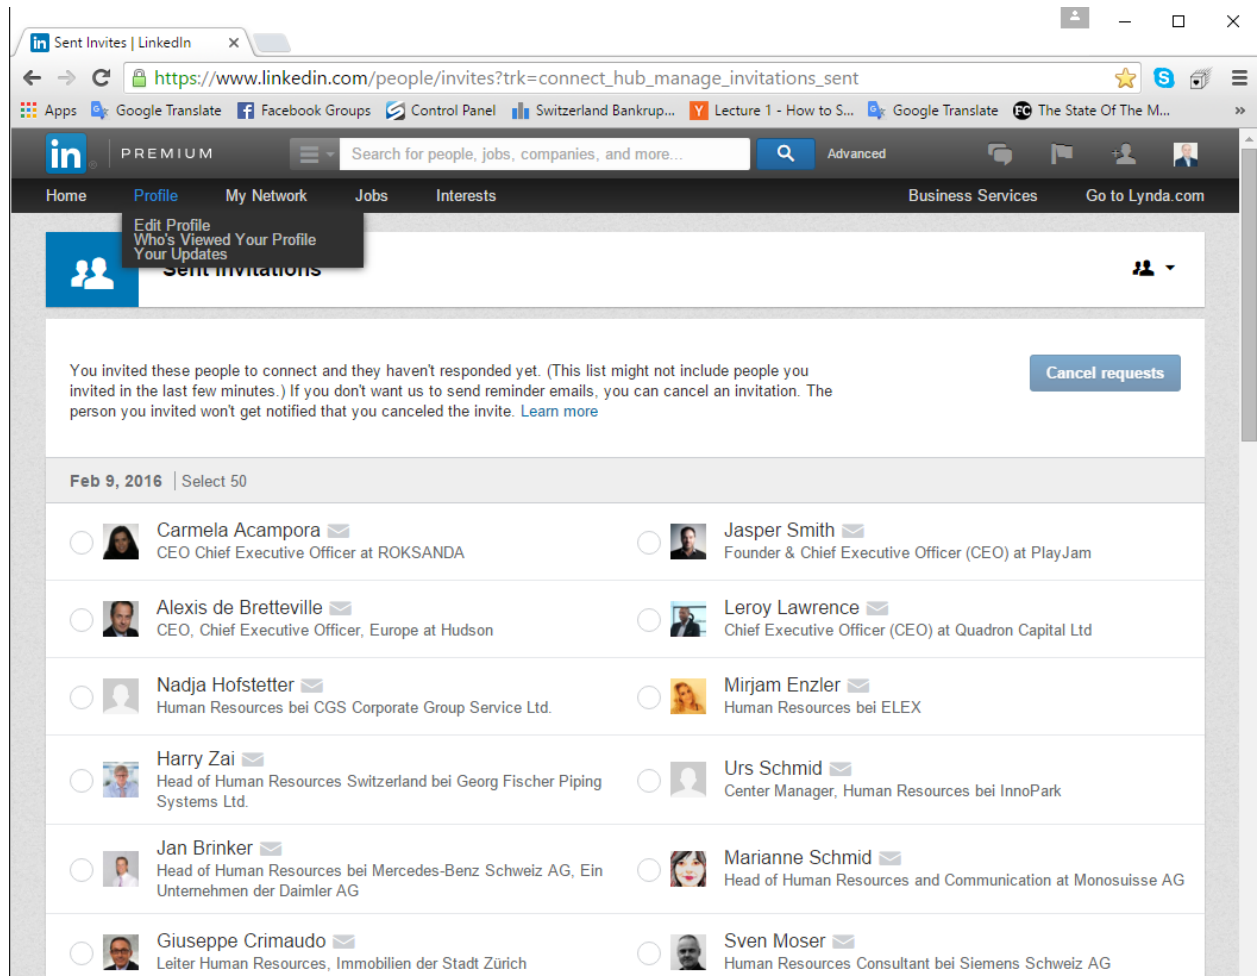 in Sent Invites | LinkedIn
https://www.linkedin.com/people/invites?trk=connect_hub_manage_invitations_sent
Apps Google Translate Facebook Groups Control Panel Switzerland Bankrup... Lecture 1 - How to S... Google Translate FC The State Of The M... »
in PREMIUM Search for people, jobs, companies, and more... Advanced
Home Profile My Network Jobs Interests Business Services Go to Lynda.com
Edit Profile
Who's Viewed Your Profile
Your Updates
Sent Invitations
You invited these people to connect and they haven't responded yet. (This list might not include people you
invited in the last few minutes.) If you don't want us to send reminder emails, you can cancel an invitation. The
person you invited won't get notified that you canceled the invite. Learn more
Cancel requests
Feb 9, 2016 | Select 50
Carmela Acampora
CEO Chief Executive Officer at ROKSANDA
Jasper Smith
Founder & Chief Executive Officer (CEO) at PlayJam
Alexis de Bretteville
CEO, Chief Executive Officer, Europe at Hudson
Leroy Lawrence
Chief Executive Officer (CEO) at Quadron Capital Ltd
Nadja Hofstetter
Human Resources bei CGS Corporate Group Service Ltd.
Mirjam Enzler
Human Resources bei ELEX
Harry Zai
Head of Human Resources Switzerland bei Georg Fischer Piping
Systems Ltd.
Urs Schmid
Center Manager, Human Resources bei InnoPark
Jan Brinker
Head of Human Resources bei Mercedes-Benz Schweiz AG, Ein
Unternehmen der Daimler AG
Marianne Schmid
Head of Human Resources and Communication at Monosuisse AG
Giuseppe Crimaudo
Leiter Human Resources, Immobilien der Stadt Zürich
Sven Moser
Human Resources Consultant bei Siemens Schweiz AG